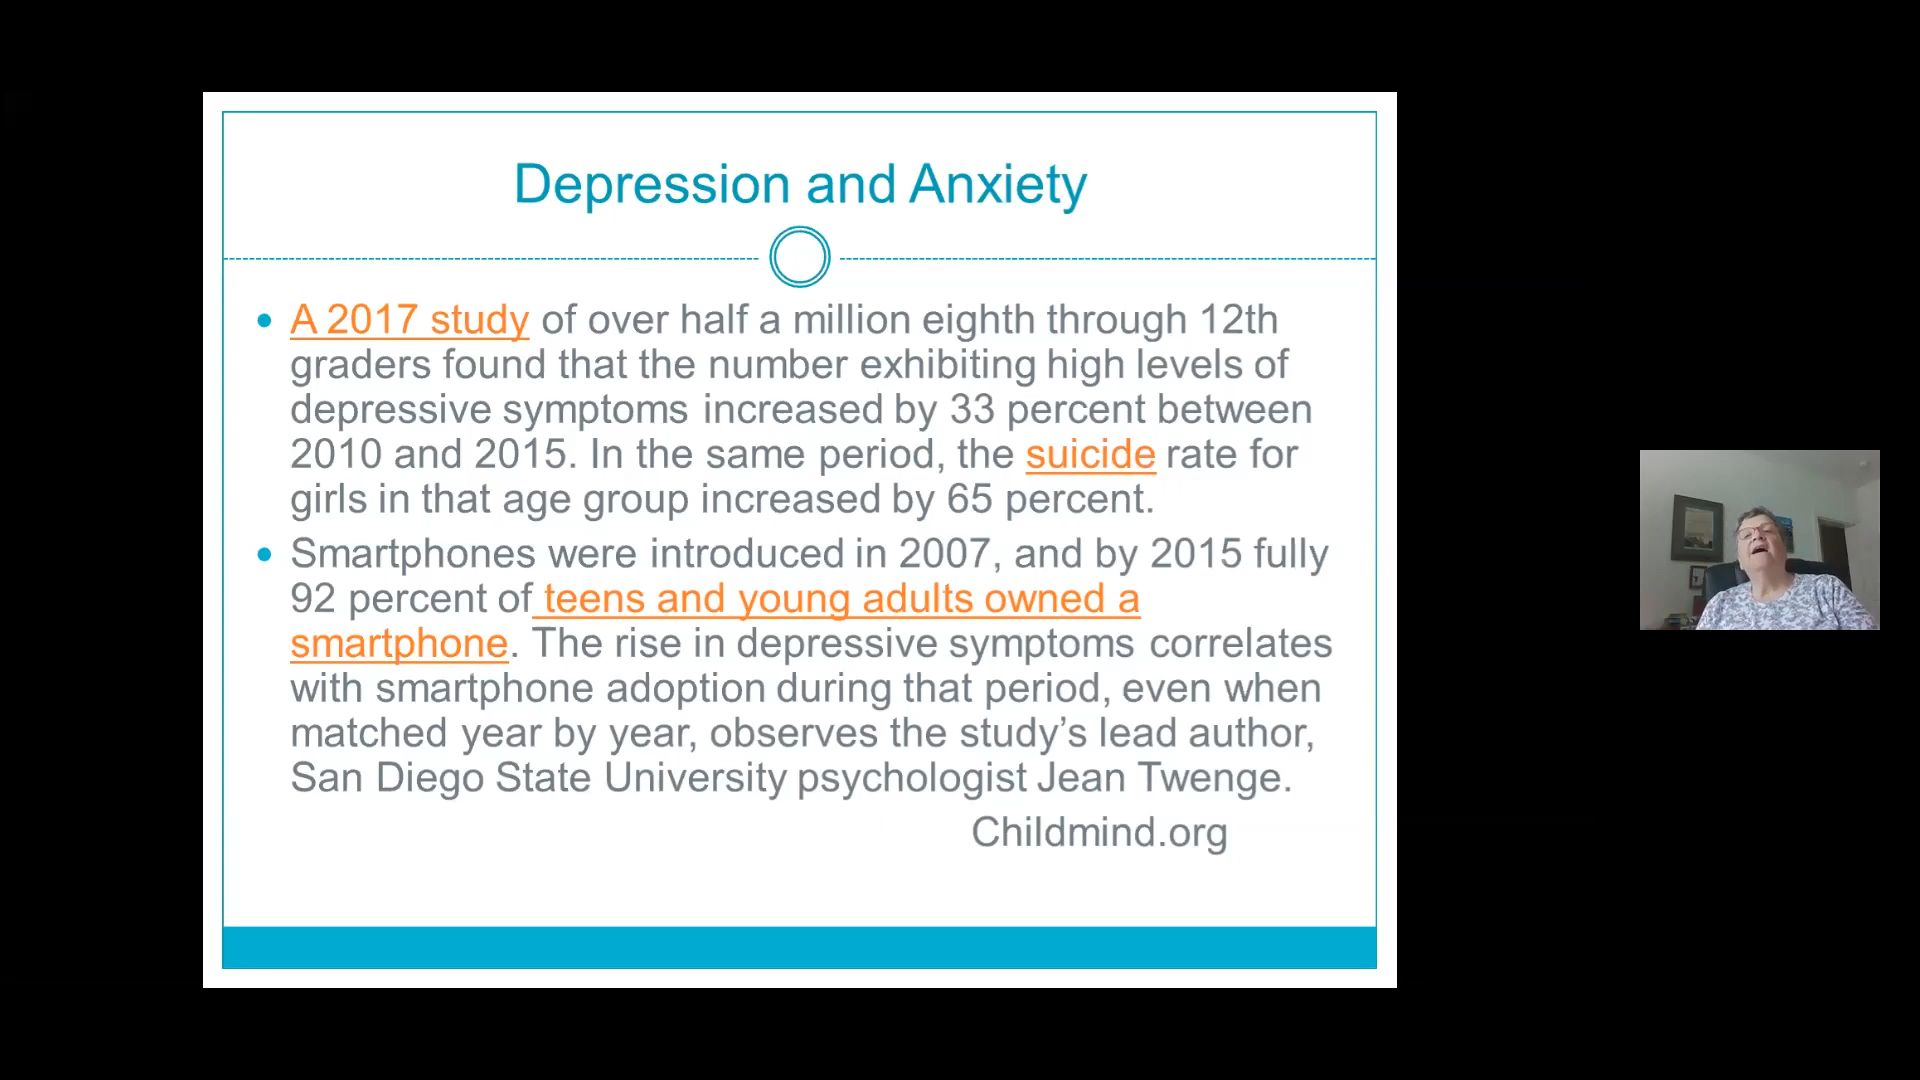 Depression and Anxiety
• A 2017 study of over half a million eighth through 12th
graders found that the number exhibiting high levels of
depressive symptoms increased by 33 percent between
2010 and 2015. In the same period, the suicide rate for
girls in that age group increased by 65 percent.
• Smartphones were introduced in 2007, and by 2015 fully
92 percent of teens and young adults owned a
smartphone. The rise in depressive symptoms correlates
with smartphone adoption during that period, even when
matched year by year, observes the study’s lead author,
San Diego State University psychologist Jean Twenge.
Childmind.org